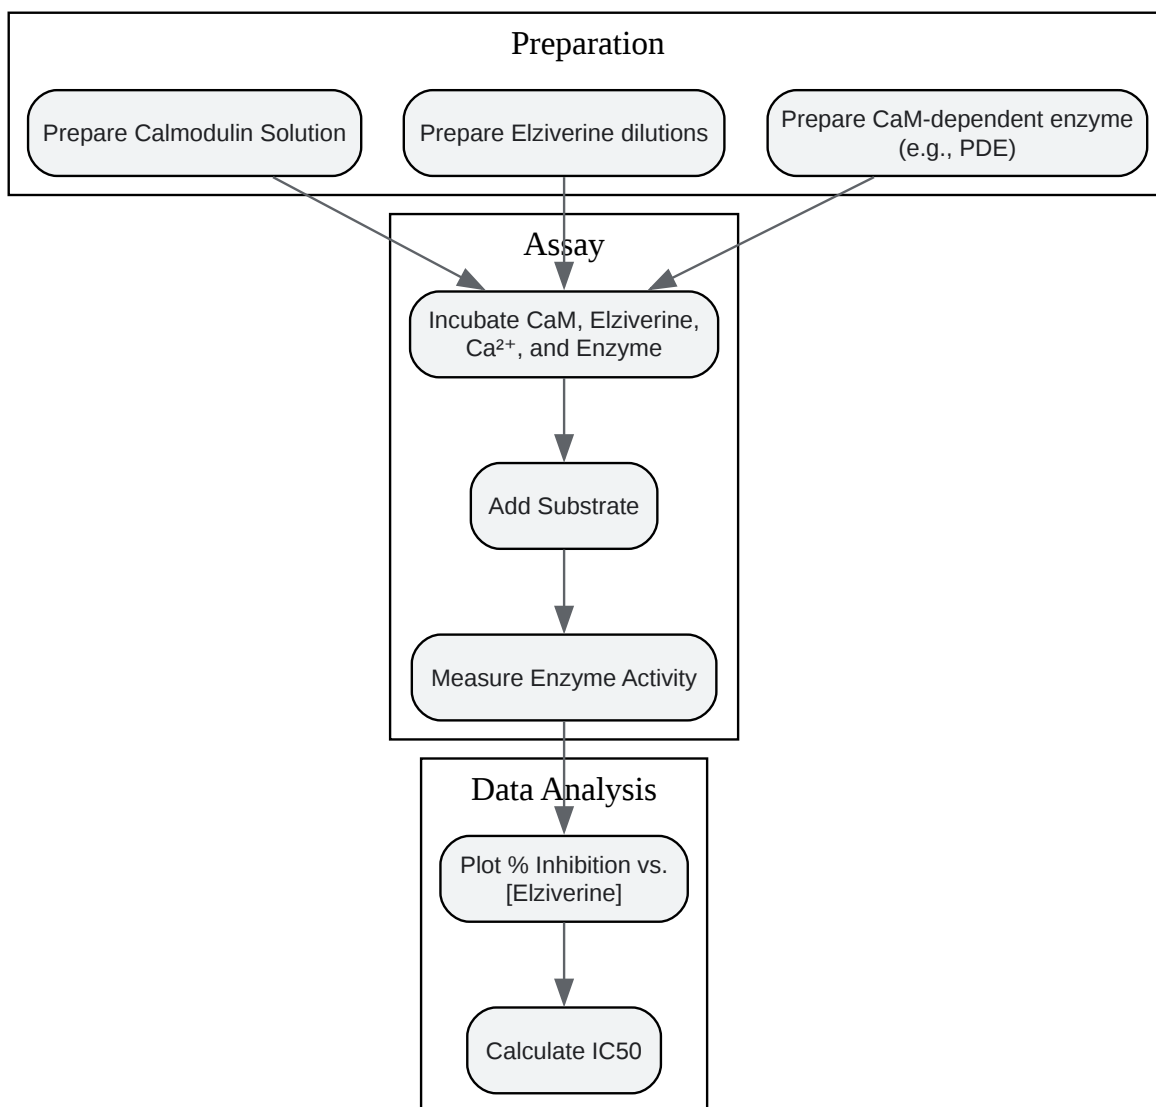 Preparation
Prepare Calmodulin Solution
Prepare Elziverine dilutions
Prepare CaM-dependent enzyme
(e.g., PDE)
Assay
Incubate CaM, Elziverine,
Ca²⁺, and Enzyme
Add Substrate
Measure Enzyme Activity
Data Analysis
Plot % Inhibition vs.
[Elziverine]
Calculate IC50